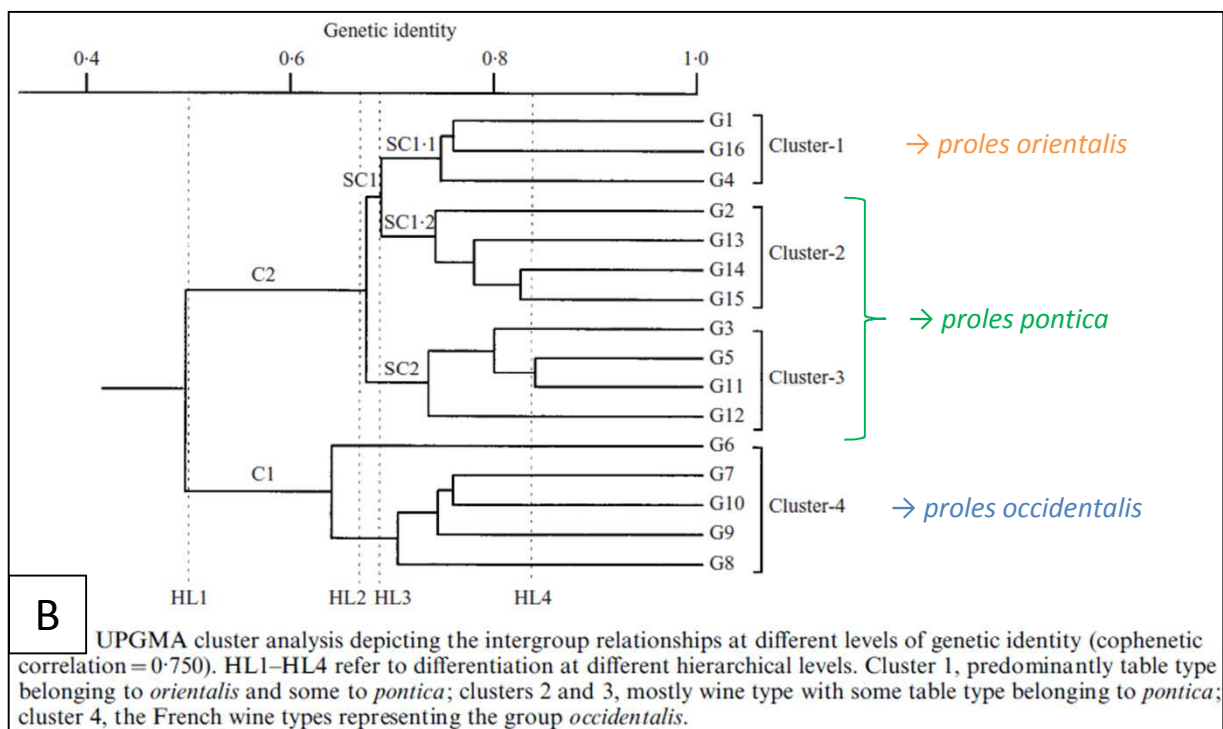 Genetic identity
0·4 0·6 0·8 1·0
G1
SC1·1
G16
Cluster-1
→ proles orientalis
G4
SC1
G2
SC1·2
G13
Cluster-2
G14
C2
G15
→ proles pontica
G3
G5
SC2
G11
Cluster-3
G12
G6
C1
G7
G10
Cluster-4
→ proles occidentalis
G9
G8
HL1 HL2 HL3 HL4
B
UPGMA cluster analysis depicting the intergroup relationships at different levels of genetic identity (cophenetic
correlation = 0·750). HL1–HL4 refer to differentiation at different hierarchical levels. Cluster 1, predominantly table type
belonging to orientalis and some to pontica; clusters 2 and 3, mostly wine type with some table type belonging to pontica;
cluster 4, the French wine types representing the group occidentalis.